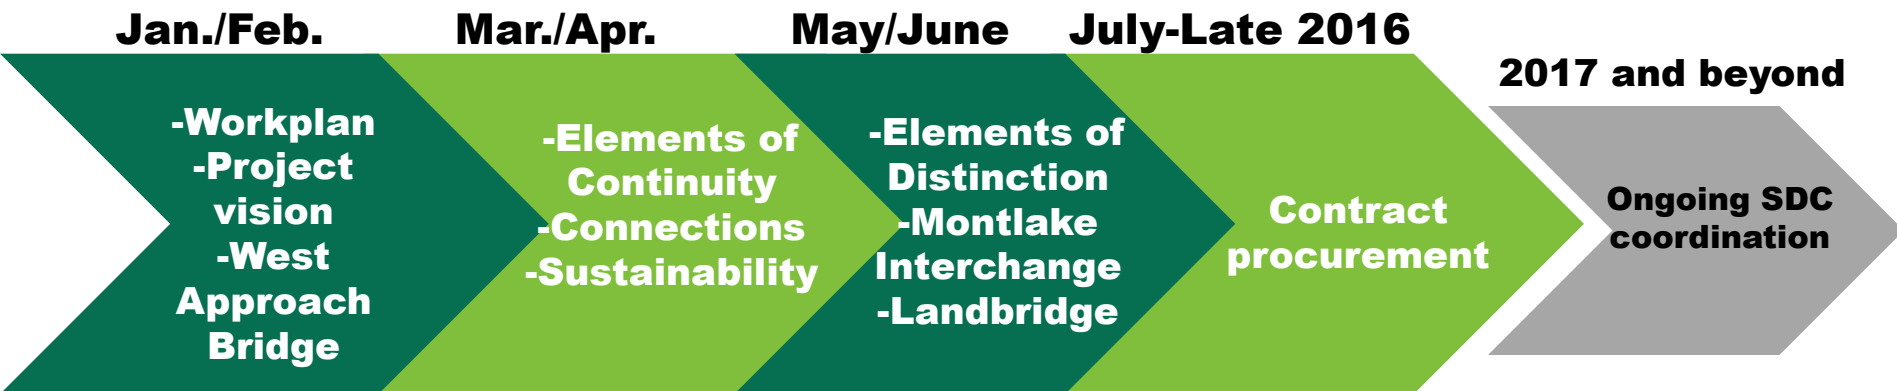 Jan./Feb.
-Workplan
-Project
vision
-West
Approach
Bridge
Mar./Apr.
-Elements of
Continuity
-Connections
-Sustainability
May/June
-Elements of
Distinction
-Montlake
Interchange
-Landbridge
July-Late 2016
Contract
procurement
2017 and beyond
Ongoing SDC
coordination